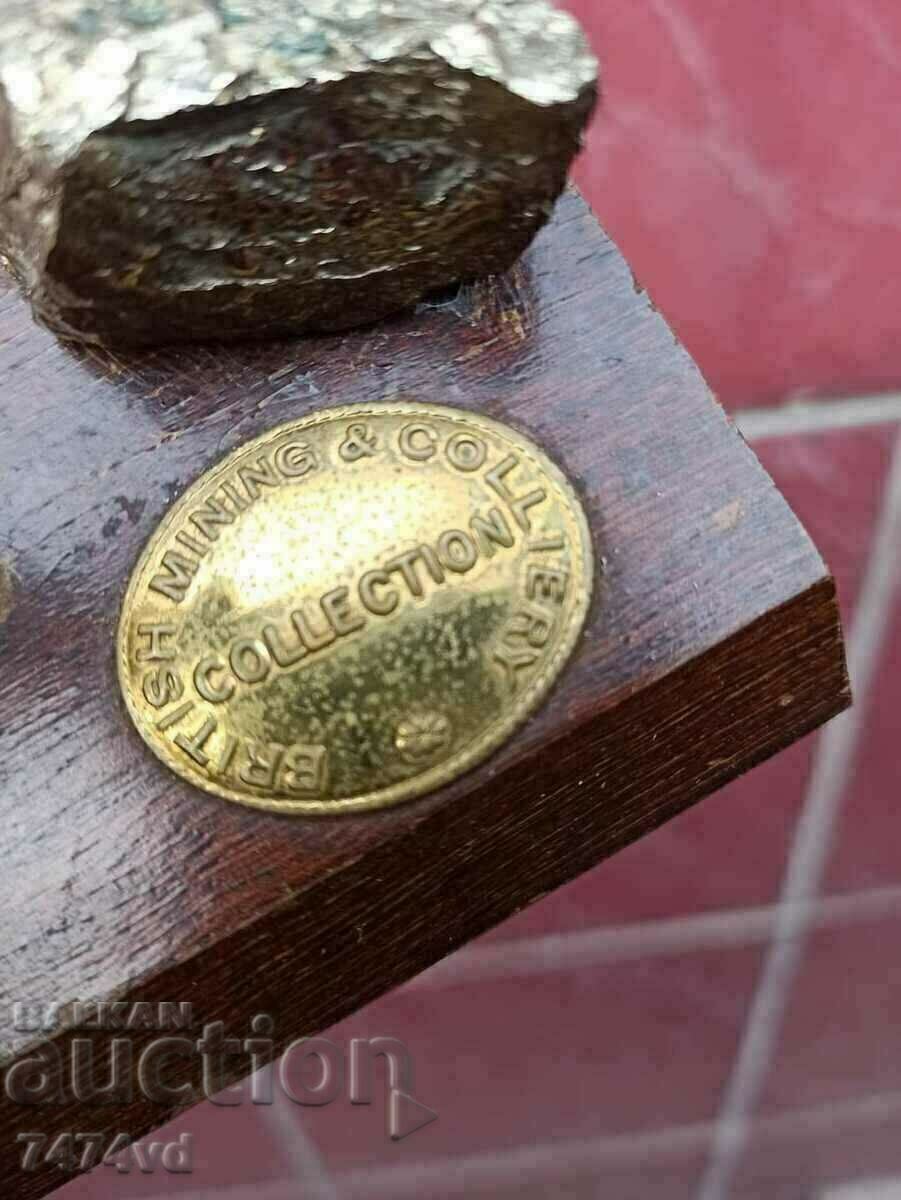 BRITISH MINING & COLLIERY
COLLECTION
BALKAN
auction
7474vd